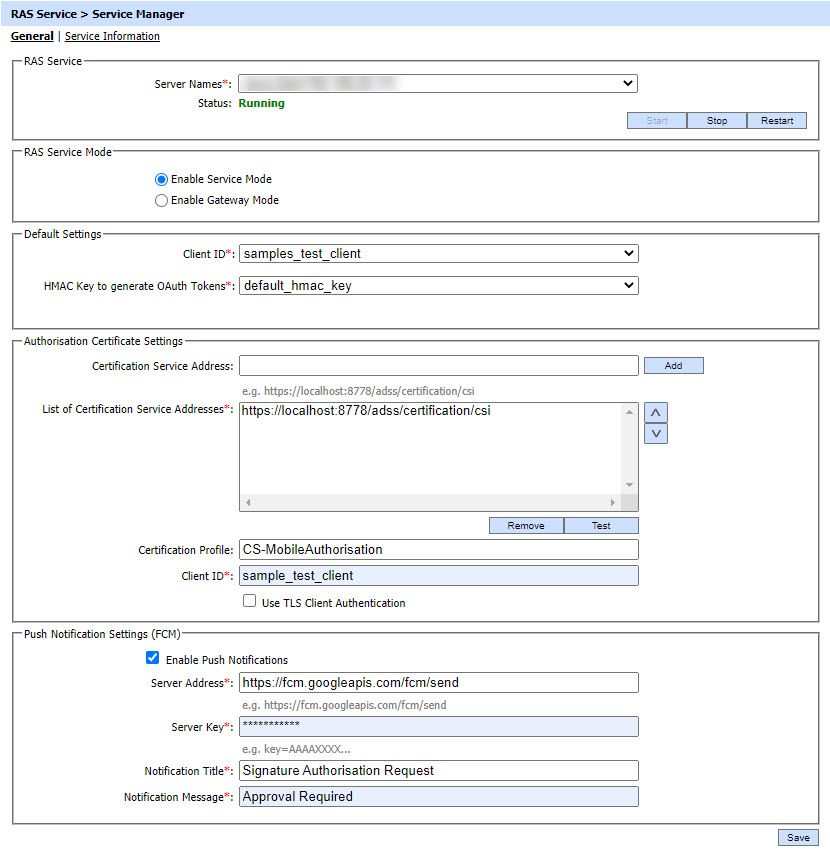 RAS Service > Service Manager
General | Service Information
RAS Service
Server Names*:
Status: Running
Start Stop Restart
RAS Service Mode
Enable Service Mode
Enable Gateway Mode
Default Settings
Client ID*: samples_test_client
HMAC Key to generate OAuth Tokens*: default_hmac_key
Authorisation Certificate Settings
Certification Service Address: Add
e.g. https://localhost:8778/adss/certification/csi
List of Certification Service Addresses*: https://localhost:8778/adss/certification/csi
Remove Test
Certification Profile: CS-MobileAuthorisation
Client ID*: sample_test_client
Use TLS Client Authentication
Push Notification Settings (FCM)
Enable Push Notifications
Server Address*: https://fcm.googleapis.com/fcm/send
e.g. https://fcm.googleapis.com/fcm/send
Server Key*: ***********
e.g. key=AAAAXXXX...
Notification Title*: Signature Authorisation Request
Notification Message*: Approval Required
Save